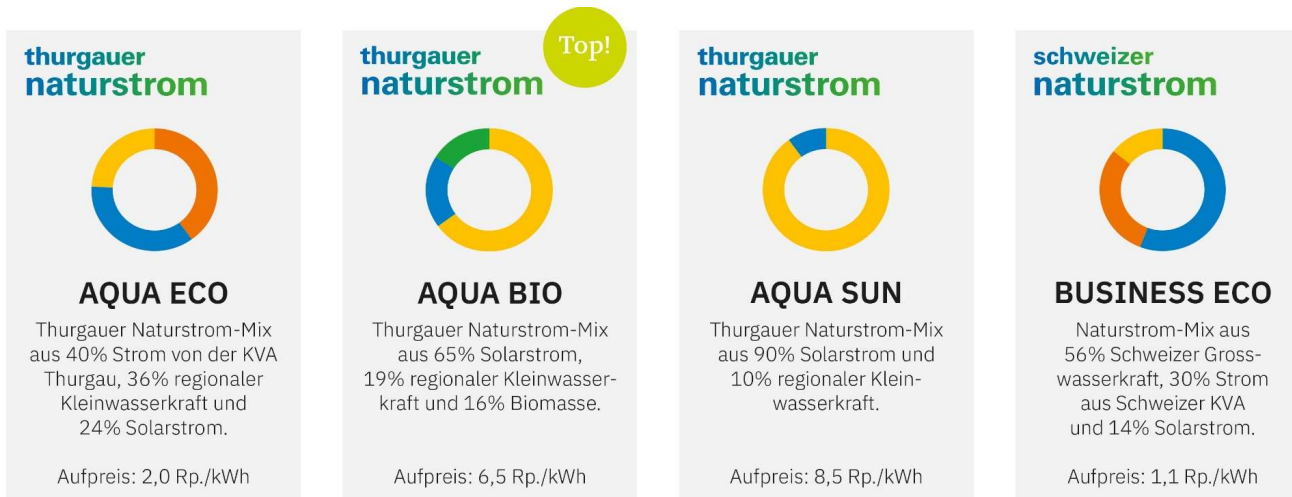 thurgauer
naturstrom
AQUA ECO
Thurgauer Naturstrom-Mix
aus 40% Strom von der KVA
Thurgau, 36% regionaler
Kleinwasserkraft und
24% Solarstrom.
Aufpreis: 2,0 Rp./kWh
Top!
thurgauer
naturstrom
AQUA BIO
Thurgauer Naturstrom-Mix
aus 65% Solarstrom,
19% regionaler Kleinwasser-
kraft und 16% Biomasse.
Aufpreis: 6,5 Rp./kWh
thurgauer
naturstrom
AQUA SUN
Thurgauer Naturstrom-Mix
aus 90% Solarstrom und
10% regionaler Klein-
wasserkraft.
Aufpreis: 8,5 Rp./kWh
schweizer
naturstrom
BUSINESS ECO
Naturstrom-Mix aus
56% Schweizer Gross-
wasserkraft, 30% Strom
aus Schweizer KVA
und 14% Solarstrom.
Aufpreis: 1,1 Rp./kWh